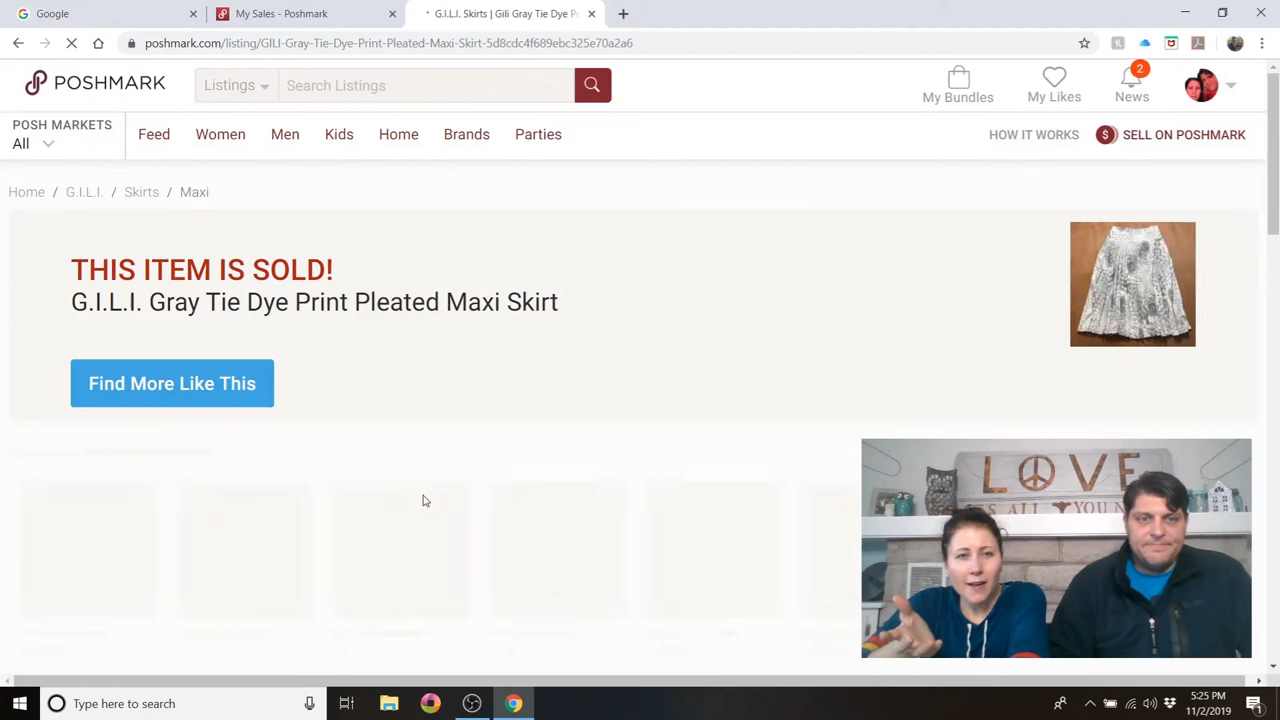 Google
My Sales - Poshmark
G.I.L.I. Skirts | Gili Gray Tie Dye P
poshmark.com/listing/GILI-Gray-Tie-Dye-Print-Pleated-Maxi-Skirt-5d8cdc4f689ebc325e70a2a6
POSHMARK
Listings
Search Listings
My Bundles
My Likes
2
News
POSH MARKETS
All
Feed
Women
Men
Kids
Home
Brands
Parties
HOW IT WORKS
$ SELL ON POSHMARK
Home / G.I.L.I. / Skirts / Maxi
THIS ITEM IS SOLD!
G.I.L.I. Gray Tie Dye Print Pleated Maxi Skirt
Find More Like This
LOVE
ALL YOU
Type here to search
5:25 PM
11/2/2019
1